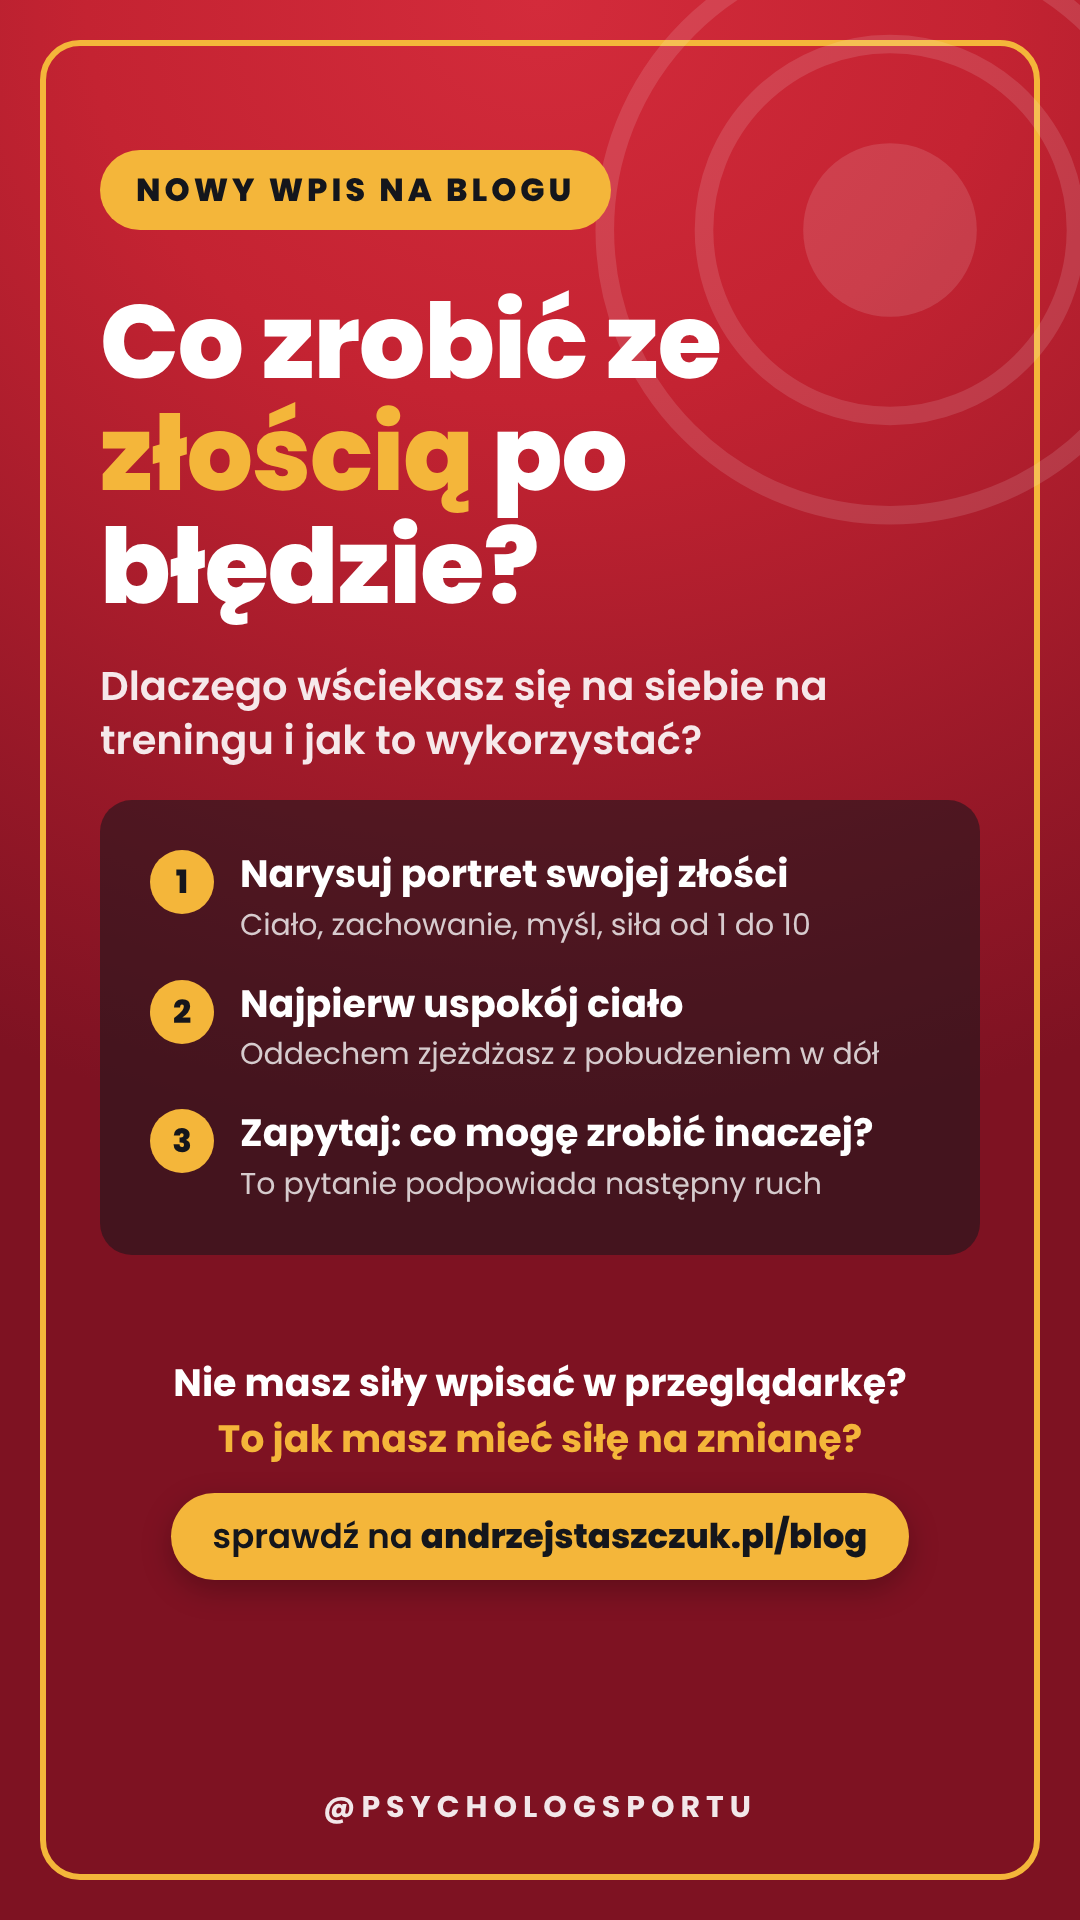 NOWY WPIS NA BLOGU
Co zrobić ze
złością po
błędzie?
Dlaczego wściekasz się na siebie na
treningu i jak to wykorzystać?
1 Narysuj portret swojej złości
Ciało, zachowanie, myśl, siła od 1 do 10
2 Najpierw uspokój ciało
Oddechem zjeżdżasz z pobudzeniem w dół
3 Zapytaj: co mogę zrobić inaczej?
To pytanie podpowiada następny ruch
Nie masz siły wpisać w przeglądarkę?
To jak masz mieć siłę na zmianę?
sprawdź na andrzejstaszczuk.pl/blog
@PSYCHOLOGSPORTU